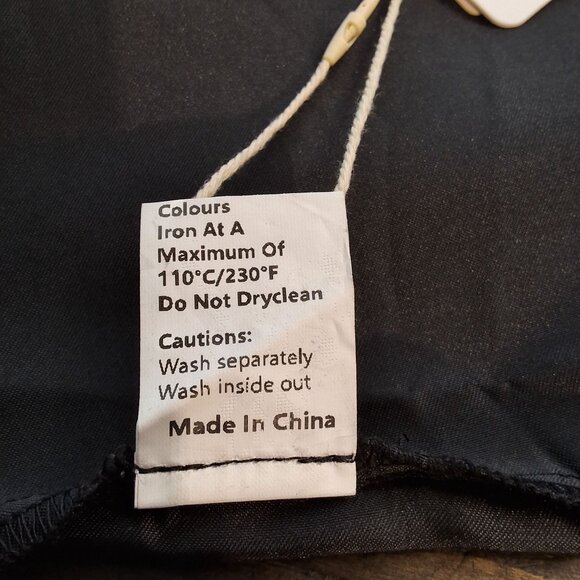 Colours
Iron At A
Maximum Of
110°C/230°F
Do Not Dryclean
Cautions:
Wash separately
Wash inside out
Made In China